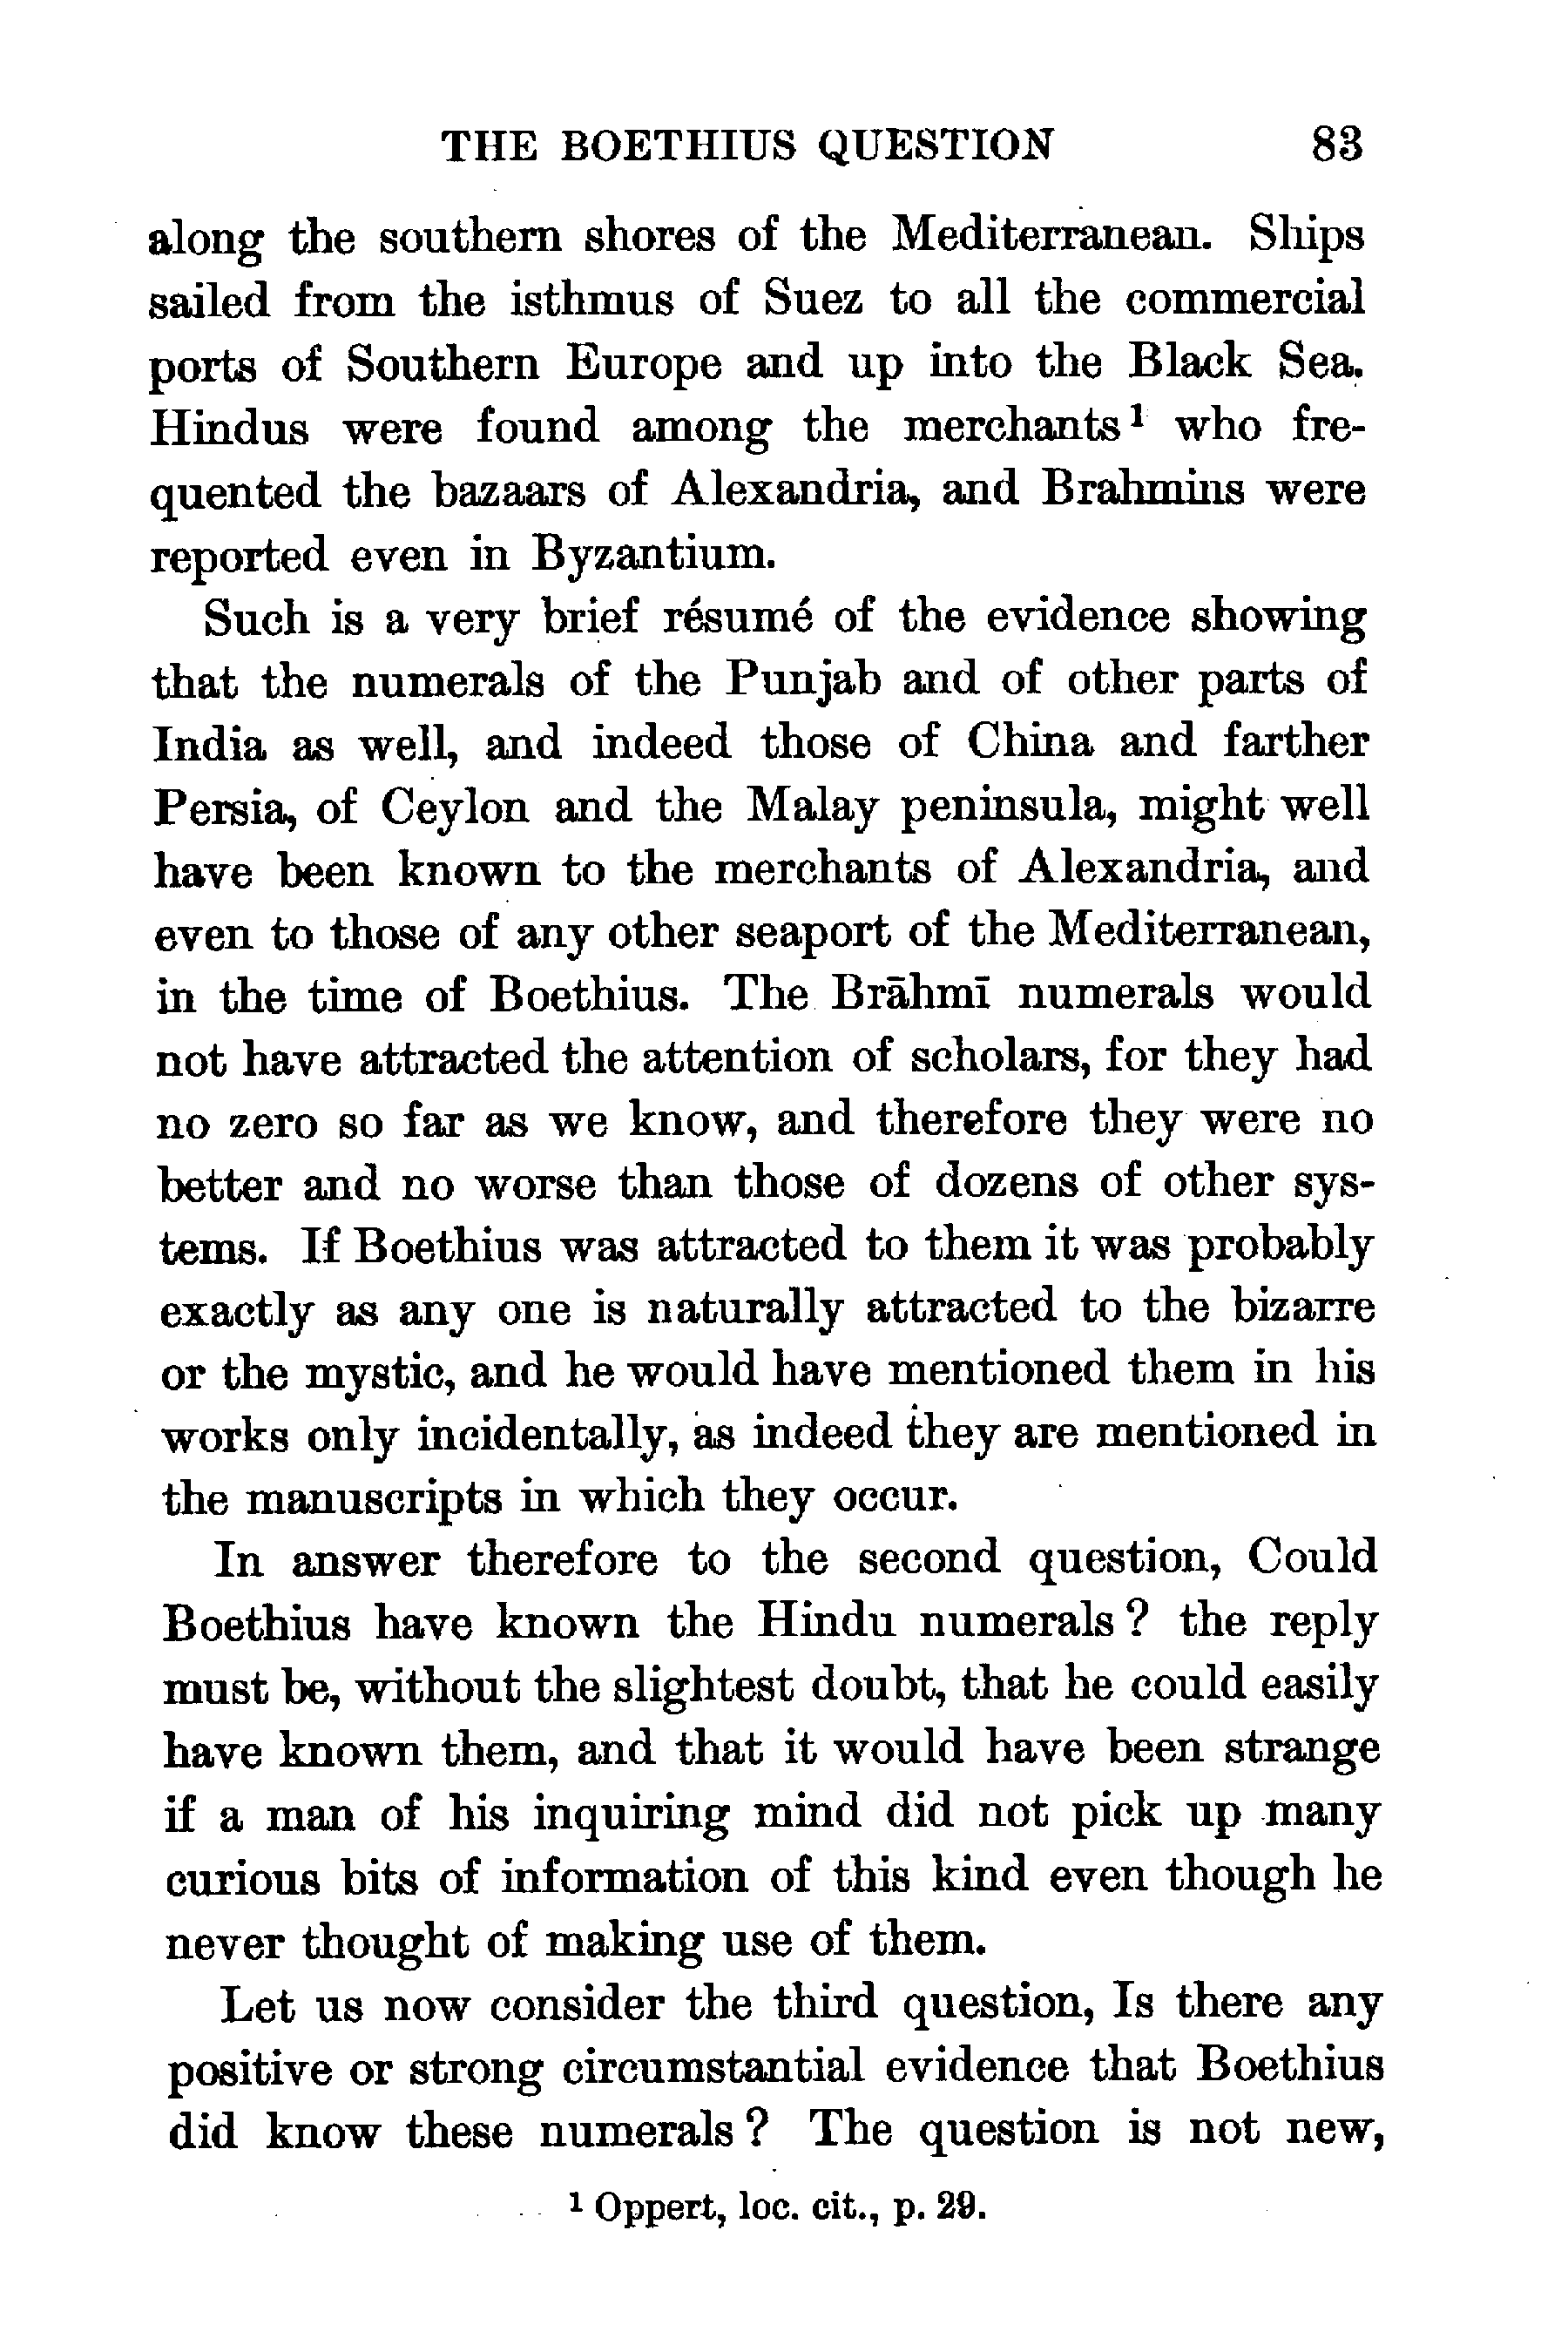 THE BOETHIUS QUESTION 83
along the southern shores of the Mediterranean. Ships
sailed from the isthmus of Suez to all the commercial
ports of Southern Europe and up into the Black Sea.
Hindus were found among the merchants¹ who fre-
quented the bazaars of Alexandria, and Brahmins were
reported even in Byzantium.
Such is a very brief résumé of the evidence showing
that the numerals of the Punjab and of other parts of
India as well, and indeed those of China and farther
Persia, of Ceylon and the Malay peninsula, might well
have been known to the merchants of Alexandria, and
even to those of any other seaport of the Mediterranean,
in the time of Boethius. The Brāhmī numerals would
not have attracted the attention of scholars, for they had
no zero so far as we know, and therefore they were no
better and no worse than those of dozens of other sys-
tems. If Boethius was attracted to them it was probably
exactly as any one is naturally attracted to the bizarre
or the mystic, and he would have mentioned them in his
works only incidentally, as indeed they are mentioned in
the manuscripts in which they occur.
In answer therefore to the second question, Could
Boethius have known the Hindu numerals? the reply
must be, without the slightest doubt, that he could easily
have known them, and that it would have been strange
if a man of his inquiring mind did not pick up many
curious bits of information of this kind even though he
never thought of making use of them.
Let us now consider the third question, Is there any
positive or strong circumstantial evidence that Boethius
did know these numerals? The question is not new,
¹ Oppert, loc. cit., p. 29.